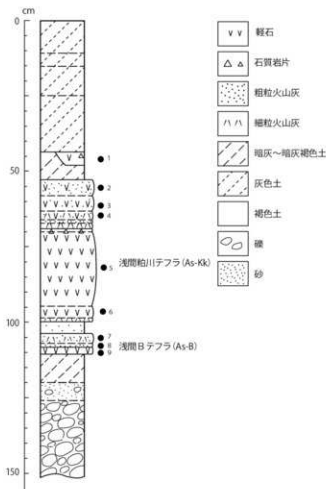 cm
0
50
100
150
1
2
3
4
5
6
7
8
9
浅間粕川テフラ(As-Kk)
浅間Bテフラ(As-B)
軽石
石質岩片
粗粒火山灰
細粒火山灰
暗灰～暗灰褐色土
灰色土
褐色土
礫
砂